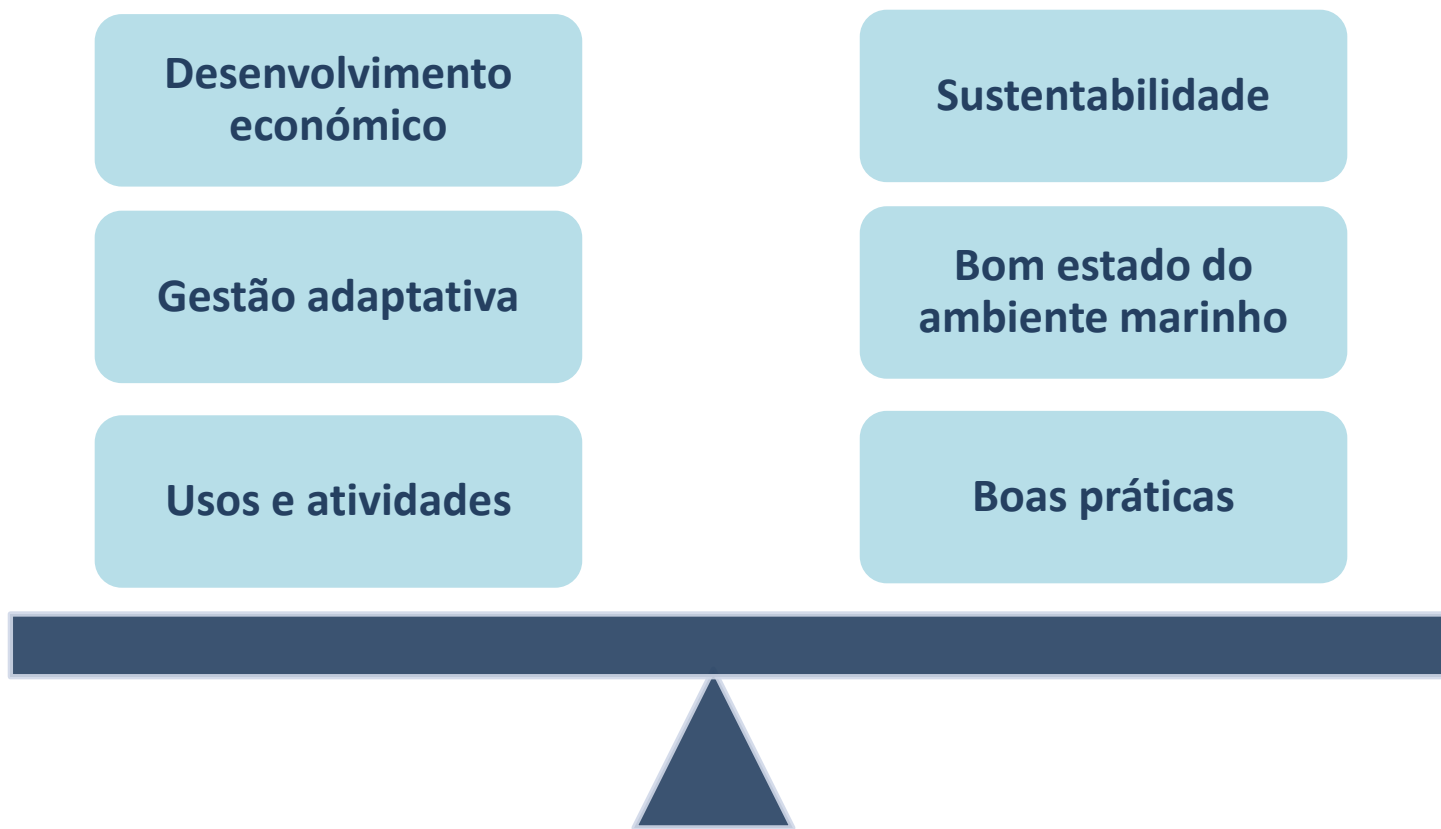 Desenvolvimento
económico
Gestão adaptativa
Usos e atividades
Sustentabilidade
Bom estado do
ambiente marinho
Boas práticas